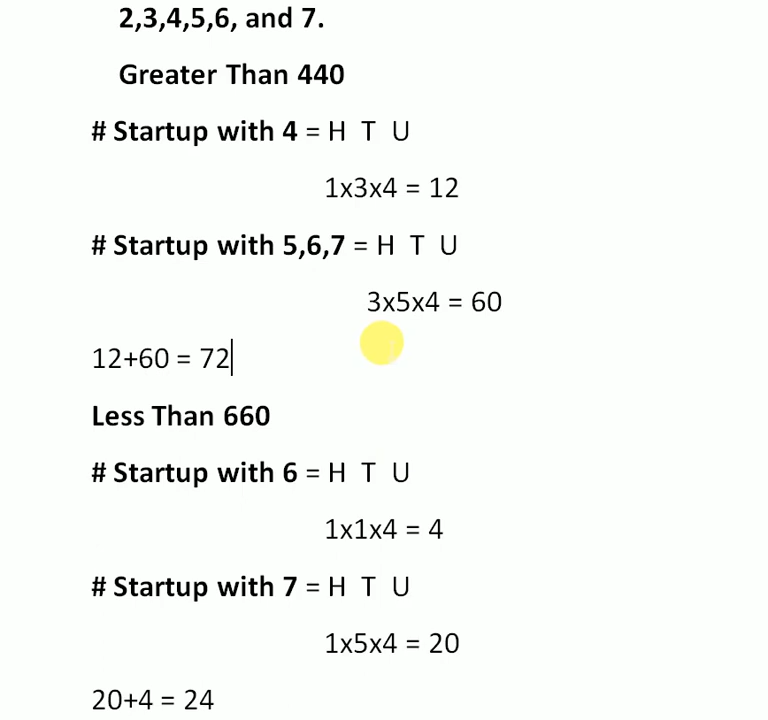 2,3,4,5,6, and 7.
Greater Than 440
# Startup with 4 = H T U
1x3x4 = 12
# Startup with 5,6,7 = H T U
3x5x4 = 60
12+60 = 72
Less Than 660
# Startup with 6 = H T U
1x1x4 = 4
# Startup with 7 = H T U
1x5x4 = 20
20+4 = 24